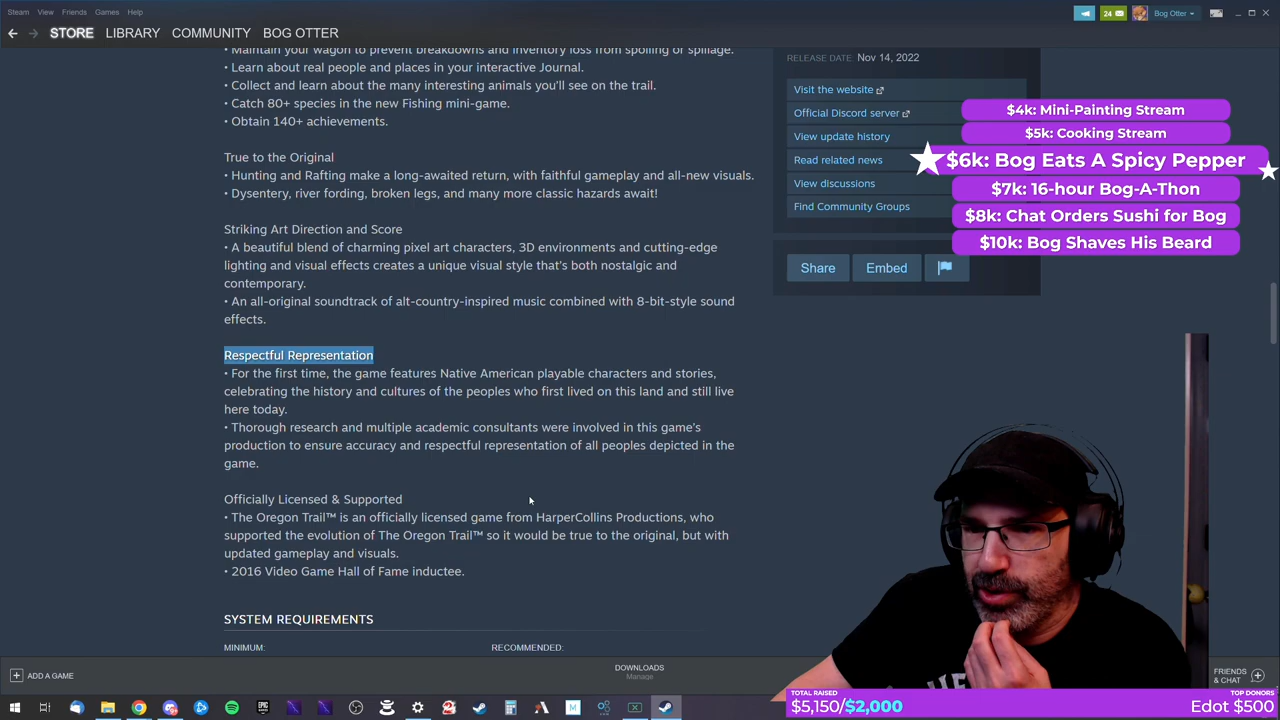 Steam View Friends Games Help
24 Bog Otter
STORE LIBRARY COMMUNITY BOG OTTER
• Maintain your wagon to prevent breakdowns and inventory loss from spoiling or spillage.
• Learn about real people and places in your interactive Journal.
• Collect and learn about the many interesting animals you'll see on the trail.
• Catch 80+ species in the new Fishing mini-game.
• Obtain 140+ achievements.
True to the Original
• Hunting and Rafting make a long-awaited return, with faithful gameplay and all-new visuals.
• Dysentery, river fording, broken legs, and many more classic hazards await!
Striking Art Direction and Score
• A beautiful blend of charming pixel art characters, 3D environments and cutting-edge
lighting and visual effects creates a unique visual style that's both nostalgic and
contemporary.
• An all-original soundtrack of alt-country-inspired music combined with 8-bit-style sound
effects.
Respectful Representation
• For the first time, the game features Native American playable characters and stories,
celebrating the history and cultures of the peoples who first lived on this land and still live
here today.
• Thorough research and multiple academic consultants were involved in this game's
production to ensure accuracy and respectful representation of all peoples depicted in the
game.
Officially Licensed & Supported
• The Oregon Trail™ is an officially licensed game from HarperCollins Productions, who
supported the evolution of The Oregon Trail™ so it would be true to the original, but with
updated gameplay and visuals.
• 2016 Video Game Hall of Fame inductee.
SYSTEM REQUIREMENTS
MINIMUM: RECOMMENDED:
RELEASE DATE: Nov 14, 2022
Visit the website
Official Discord server
View update history
Read related news
View discussions
Find Community Groups
Share Embed
$4k: Mini-Painting Stream
$5k: Cooking Stream
$6k: Bog Eats A Spicy Pepper
$7k: 16-hour Bog-A-Thon
$8k: Chat Orders Sushi for Bog
$10k: Bog Shaves His Beard
ADD A GAME
DOWNLOADS
Manage
FRIENDS
& CHAT
TOTAL RAISED
$5,150/$2,000
TOP DONORS
Edot $500